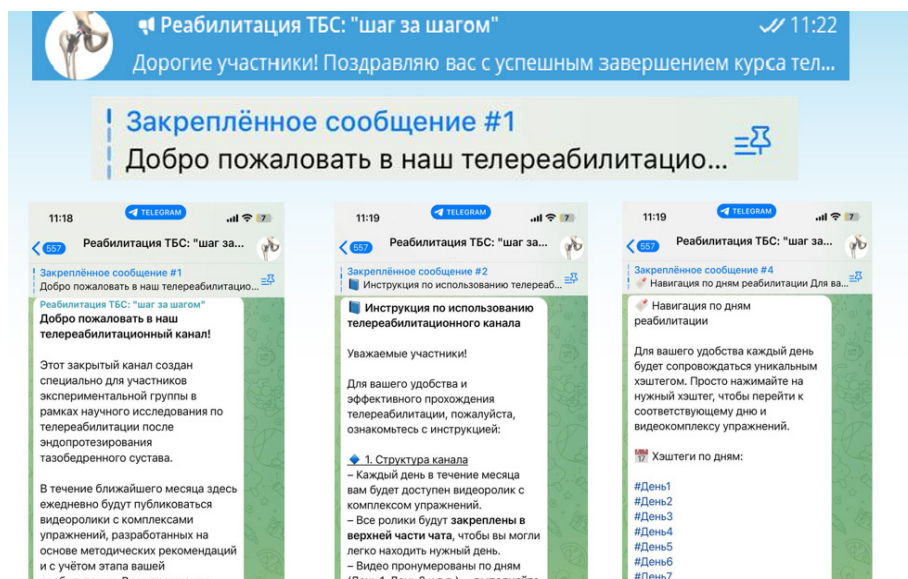 Реабилитация ТБС: "шаг за шагом"
11:22
Дорогие участники! Поздравляю вас с успешным завершением курса тел...
Закреплённое сообщение #1
Добро пожаловать в наш телереабилитацио...
11:18
TELEGRAM
7
557
Реабилитация ТБС: "шаг за...
Закреплённое сообщение #1
Добро пожаловать в наш телереабилитацио...
Реабилитация ТБС: "шаг за шагом"
Добро пожаловать в наш
телереабилитационный канал!
Этот закрытый канал создан
специально для участников
экспериментальной группы в
рамках научного исследования по
телереабилитации после
эндопротезирования
тазобедренного сустава.
В течение ближайшего месяца здесь
ежедневно будут публиковаться
видеоролики с комплексами
упражнений, разработанных на
основе методических рекомендаций
и с учётом этапа вашей
11:19
TELEGRAM
7
557
Реабилитация ТБС: "шаг за...
Закреплённое сообщение #2
Инструкция по использованию телереаб...
Инструкция по использованию
телереабилитационного канала
Уважаемые участники!
Для вашего удобства и
эффективного прохождения
телереабилитации, пожалуйста,
ознакомьтесь с инструкцией:
1. Структура канала
– Каждый день в течение месяца
вам будет доступен видеоролик с
комплексом упражнений.
– Все ролики будут закреплены в
верхней части чата, чтобы вы могли
легко находить нужный день.
– Видео пронумерованы по дням
11:19
TELEGRAM
7
557
Реабилитация ТБС: "шаг за...
Закреплённое сообщение #4
Навигация по дням реабилитации Для ва...
Навигация по дням
реабилитации
Для вашего удобства каждый день
будет сопровождаться уникальным
хэштегом. Просто нажимайте на
нужный хэштег, чтобы перейти к
соответствующему дню и
видеокомплексу упражнений.
Хэштеги по дням:
#День1
#День2
#День3
#День4
#День5
#День6
#День7